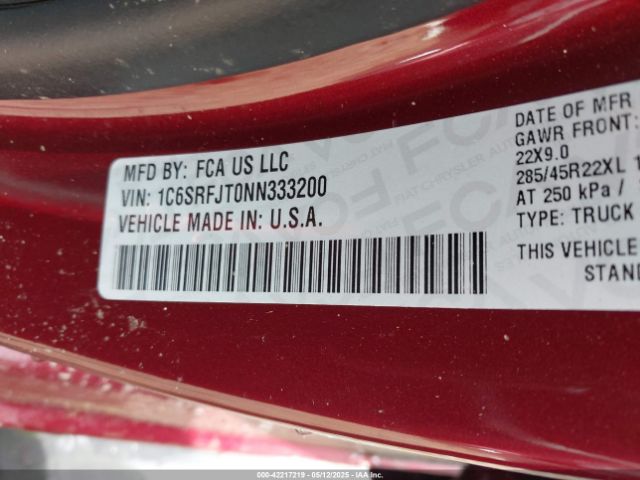 MFD BY: FCA US LLC
VIN: 1C6SRFJT0NN333200
VEHICLE MADE IN: U.S.A.
DATE OF MFR
GAWR FRONT:
22X9.0
285/45R22XL
AT 250 kPa /
TYPE: TRUCK
THIS VEHICLE
STAND
000-42217219 - 05/12/2025 - IAAI, Inc.